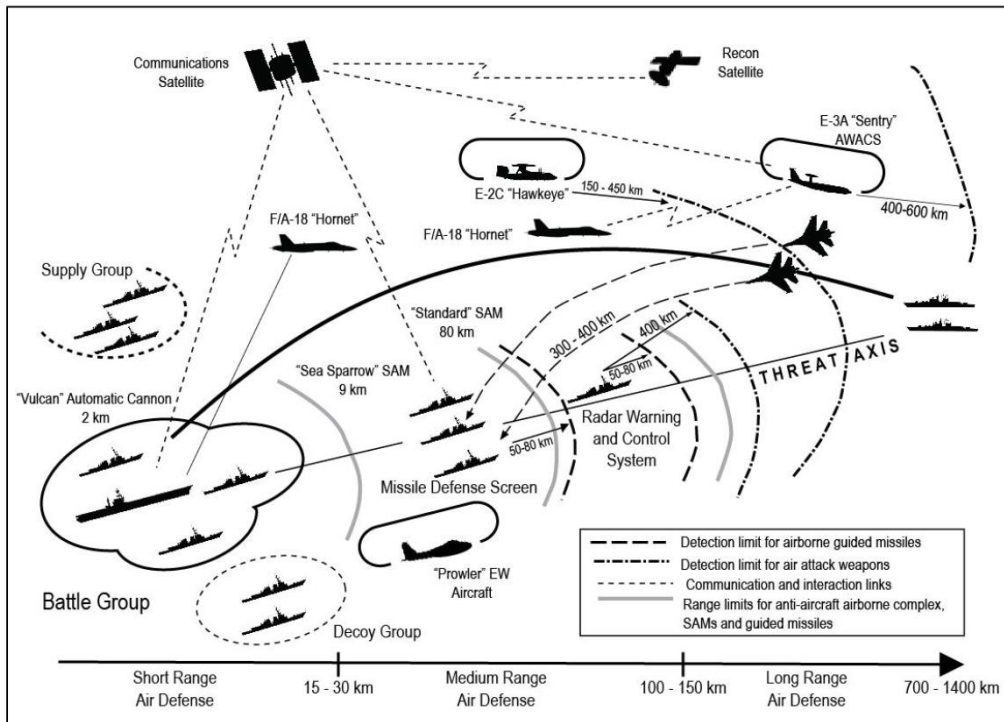 Communications
Satellite
Recon
Satellite
E-3A “Sentry”
AWACS
E-2C “Hawkeye”
150 - 450 km
400-600 km
F/A-18 “Hornet”
F/A-18 “Hornet”
Supply Group
“Standard” SAM
80 km
300 - 400 km
400 km
“Sea Sparrow” SAM
9 km
50-80 km
THREAT AXIS
“Vulcan” Automatic Cannon
2 km
Radar Warning
and Control
System
50-80 km
Missile Defense Screen
“Prowler” EW
Aircraft
Battle Group
Decoy Group
Detection limit for airborne guided missiles
Detection limit for air attack weapons
Communication and interaction links
Range limits for anti-aircraft airborne complex,
SAMs and guided missiles
Short Range
Air Defense
15 - 30 km
Medium Range
Air Defense
100 - 150 km
Long Range
Air Defense
700 - 1400 km